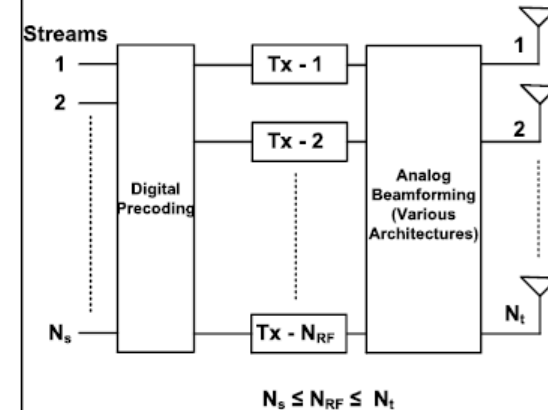 Streams
1
2
N_s
Digital
Precoding
Tx - 1
Tx - 2
Tx - N_RF
Analog
Beamforming
(Various
Architectures)
1
2
N_t
N_s ≤ N_RF ≤ N_t